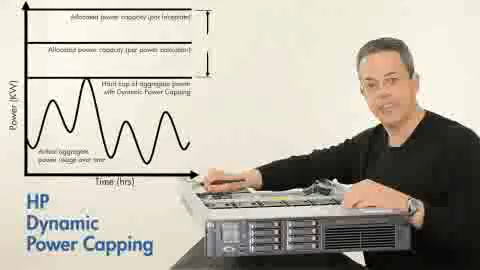 Allocated power capacity (per faceplate)
Allocated power capacity (per power calculator)
Hard cap of aggregate power
with Dynamic Power Capping
Power (KW)
Actual aggregate
power usage over time
Time (hrs)
HP
Dynamic
Power Capping